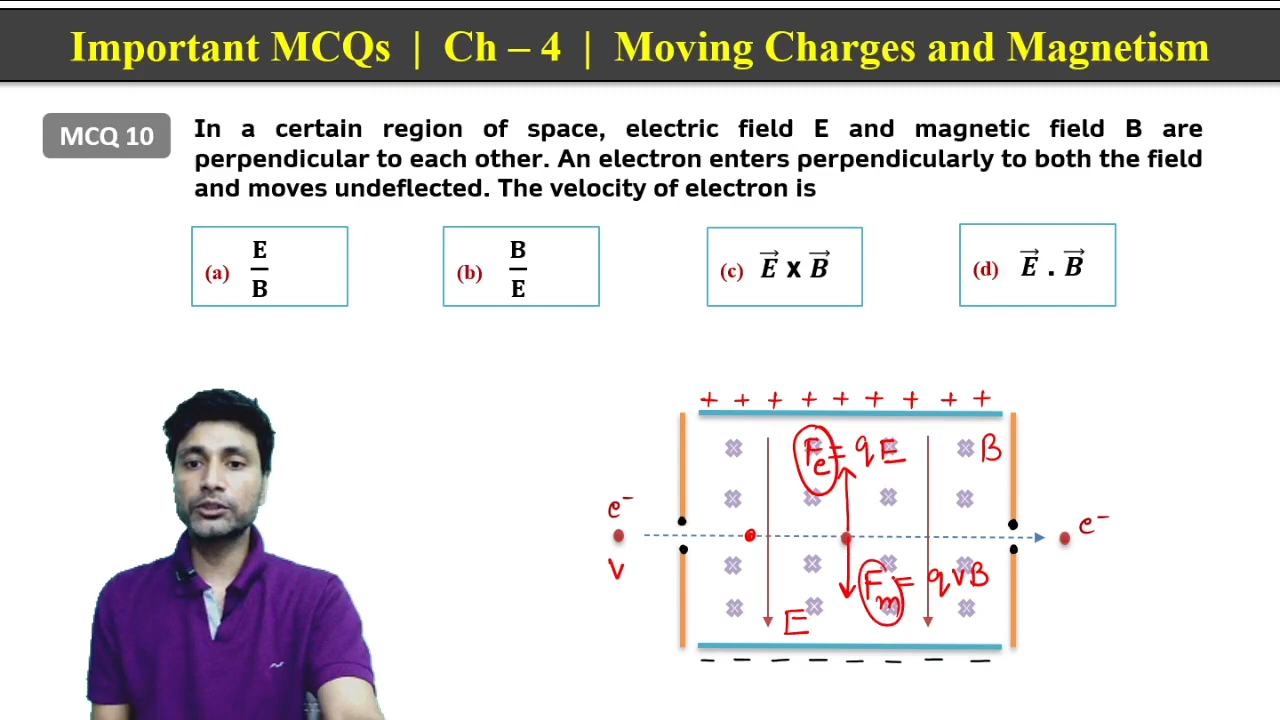 Important MCQs | Ch – 4 | Moving Charges and Magnetism
MCQ 10
In a certain region of space, electric field E and magnetic field B are
perpendicular to each other. An electron enters perpendicularly to both the field
and moves undeflected. The velocity of electron is
(a) E/B
(b) B/E
(c) E⃗ x B⃗
(d) E⃗ . B⃗
+ + + + + + + + +
Fe = qE
B
e⁻
e⁻
v
Fm = qvB
E
– – – – – – – –